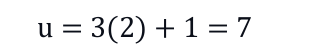 u = 3(2) + 1 = 7